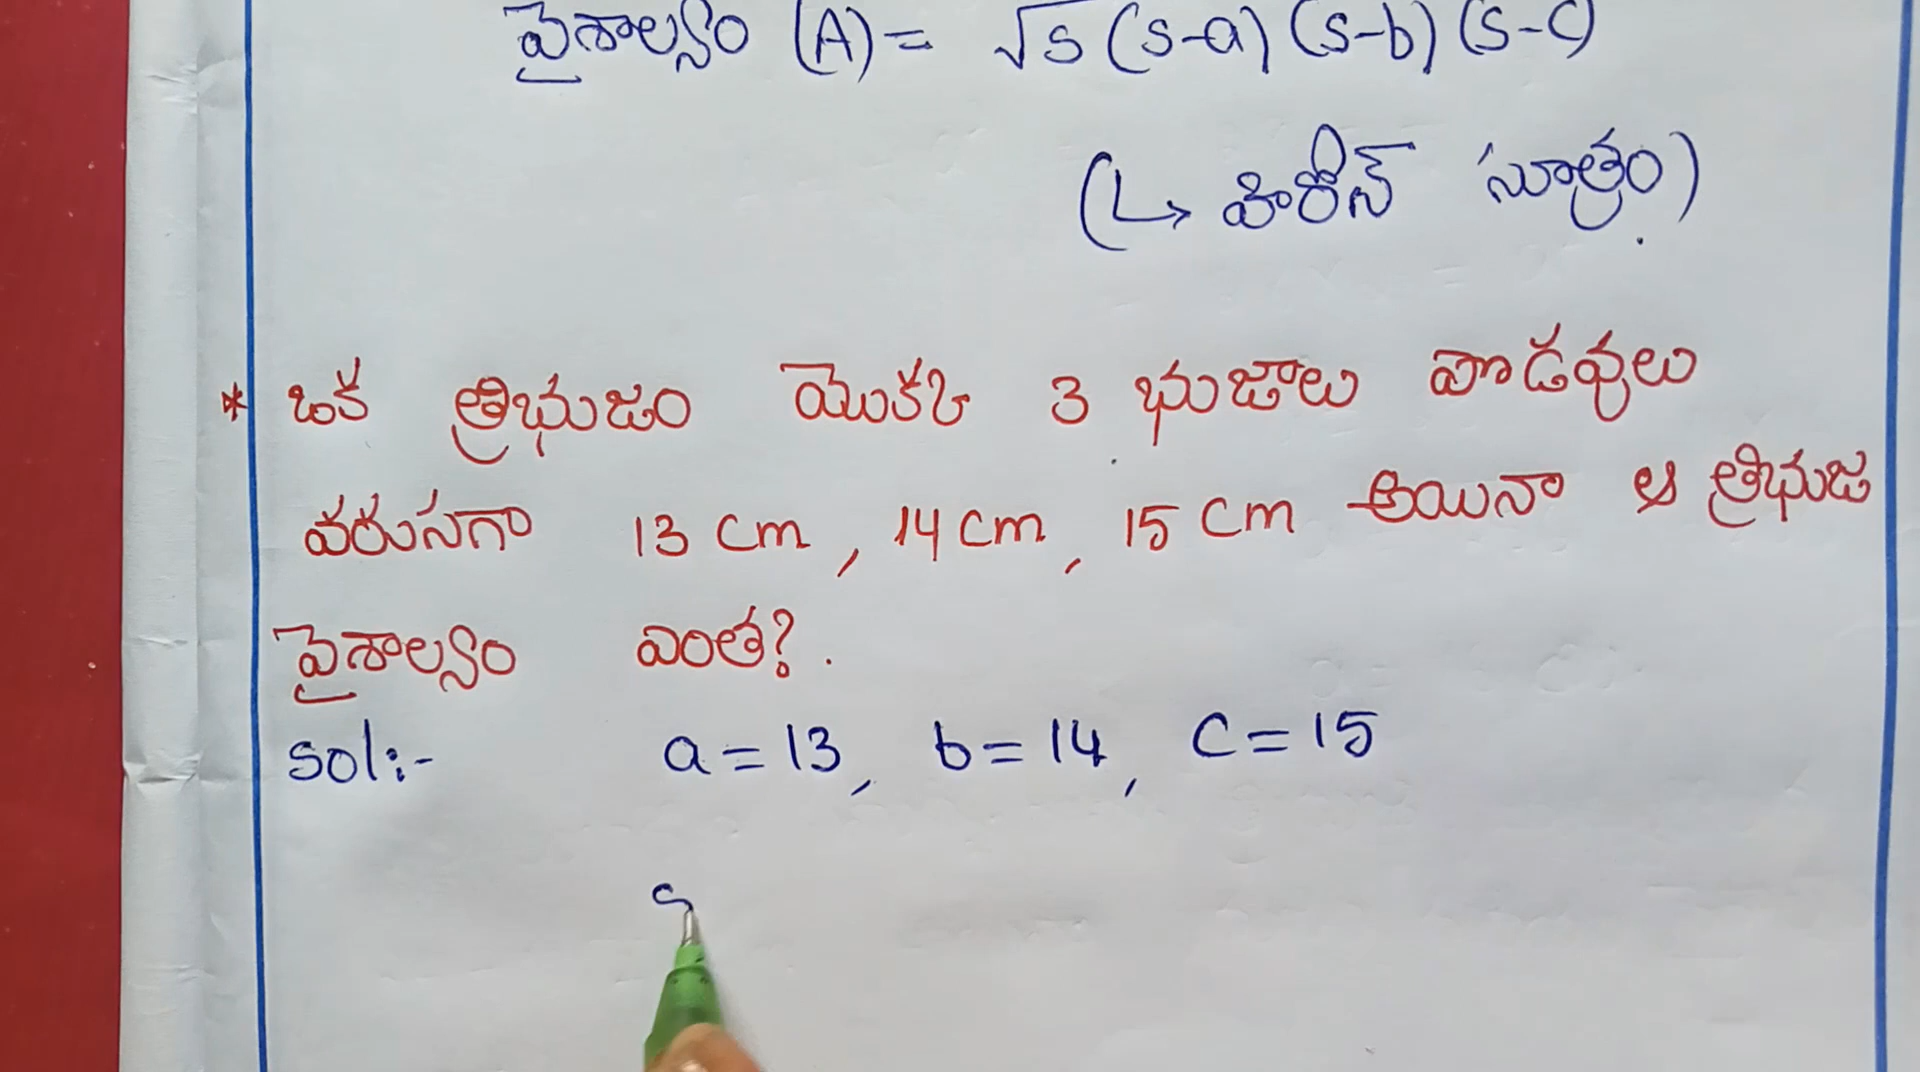 వైశాల్యం (A) = √s(s-a)(s-b)(s-c)
(↳ హీరోన్ సూత్రం)
* ఒక త్రిభుజం యొక్క 3 భుజాలు పొడవులు
వరుసగా 13 cm, 14 cm, 15 cm అయినా ఆ త్రిభుజ
వైశాల్యం ఎంత?.
Sol:- a = 13, b = 14, c = 15
S